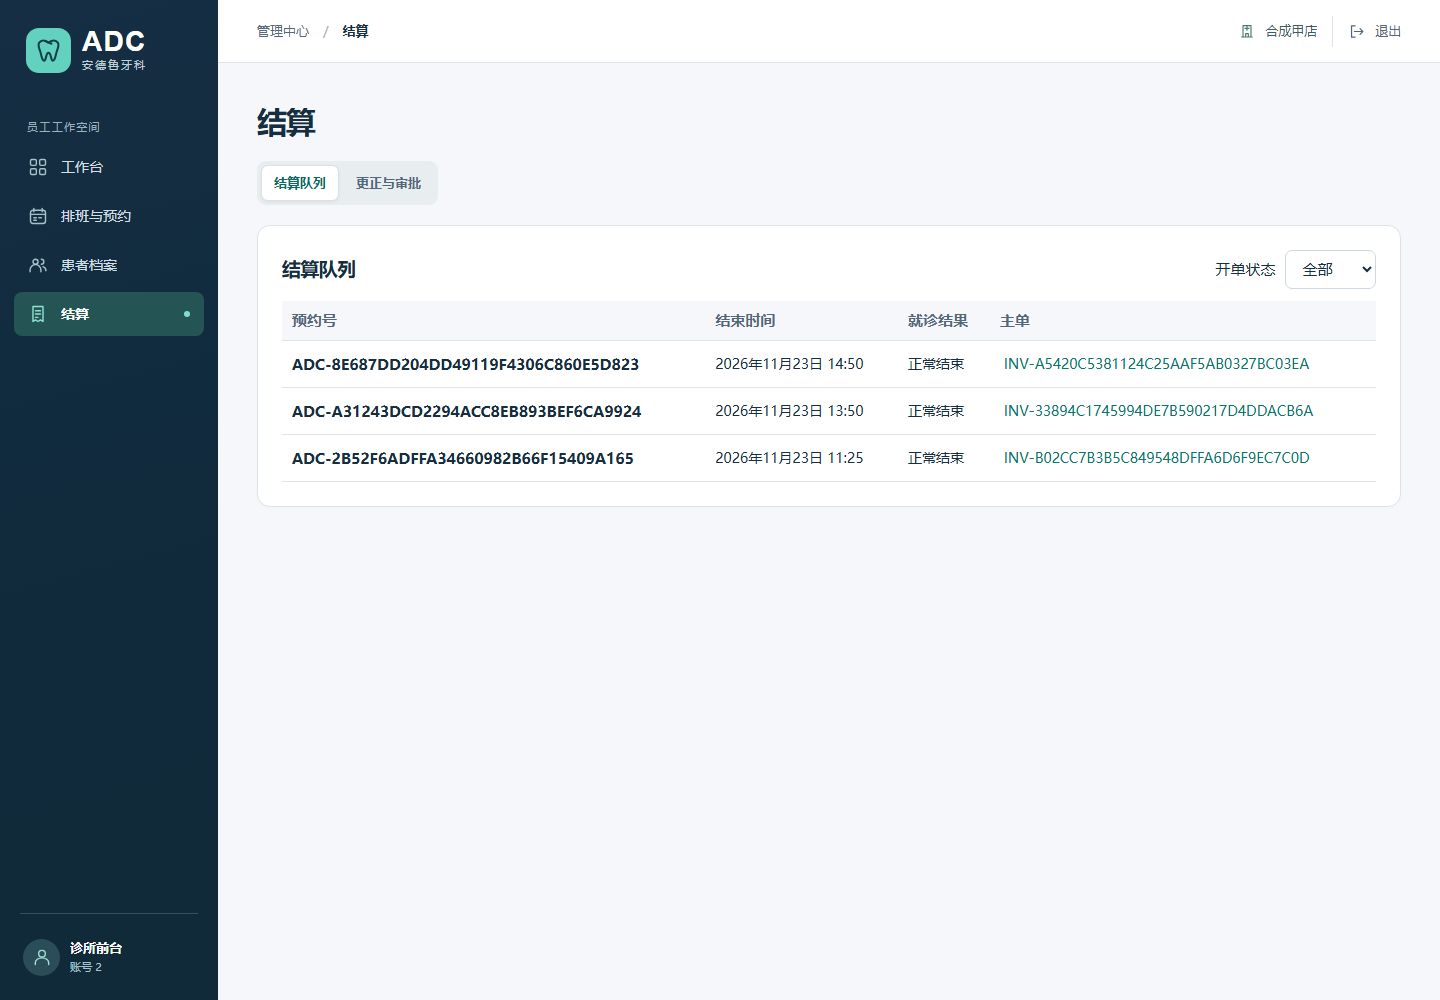 ADC
安德鲁牙科
员工工作空间
工作台
排班与预约
患者档案
结算
诊所前台
账号 2
管理中心 / 结算
合成甲店
退出
结算
结算队列 更正与审批
结算队列
开单状态 全部
预约号 结束时间 就诊结果 主单
ADC-8E687DD204DD49119F4306C860E5D823 2026年11月23日 14:50 正常结束 INV-A5420C5381124C25AAF5AB0327BC03EA
ADC-A31243DCD2294ACC8EB893BEF6CA9924 2026年11月23日 13:50 正常结束 INV-33894C1745994DE7B590217D4DDACB6A
ADC-2B52F6ADFFA34660982B66F15409A165 2026年11月23日 11:25 正常结束 INV-B02CC7B3B5C849548DFFA6D6F9EC7C0D